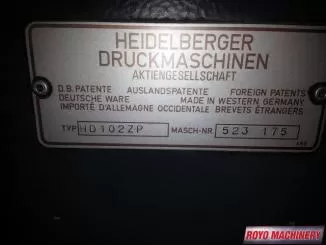 HEIDELBERGER
DRUCKMASCHINEN
AKTIENGESELLSCHAFT
D.B. PATENTE AUSLANDSPATENTE FOREIGN PATENTS
DEUTSCHE WARE MADE IN WESTERN GERMANY
IMPORTÉ D'ALLEMAGNE OCCIDENTALE BREVETS ÉTRANGERS
TYP HD102ZP MASCH-NR. 523 175
ROYO MACHINERY